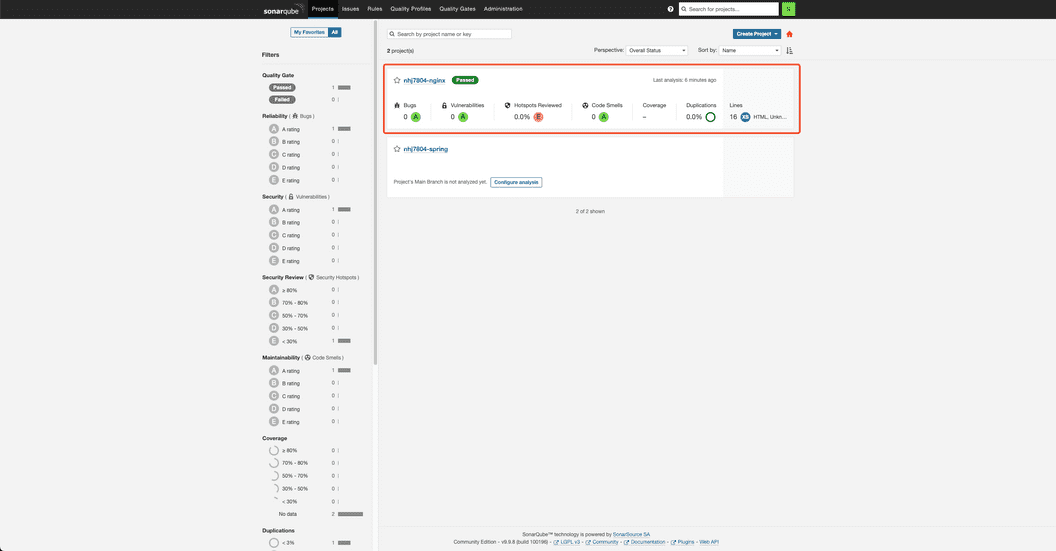 sonarqube Projects Issues Rules Quality Profiles Quality Gates Administration Search for projects... S
My Favorites All
Search by project name or key
Create Project
2 project(s)
Perspective: Overall Status Sort by: Name
Filters
Quality Gate
Passed 1
Failed 0
Reliability ( Bugs )
A A rating 1
B B rating 0
C C rating 0
D D rating 0
E E rating 0
Security ( Vulnerabilities )
A A rating 1
B B rating 0
C C rating 0
D D rating 0
E E rating 0
Security Review ( Security Hotspots )
A ≥ 80% 0
B 70% - 80% 0
C 50% - 70% 0
D 30% - 50% 0
E < 30% 1
Maintainability ( Code Smells )
A A rating 1
B B rating 0
C C rating 0
D D rating 0
E E rating 0
Coverage
≥ 80% 0
70% - 80% 0
50% - 70% 0
30% - 50% 0
< 30% 0
No data 2
Duplications
< 3% 1
nhj7804-nginx Passed Last analysis: 6 minutes ago
Bugs Vulnerabilities Hotspots Reviewed Code Smells Coverage Duplications Lines
0 A 0 A 0.0% E 0 A – 0.0% 16 XS HTML, Unkn...
nhj7804-spring
Project's Main Branch is not analyzed yet. Configure analysis
2 of 2 shown
SonarQube™ technology is powered by SonarSource SA
Community Edition - v9.9.8 (build 100196) - LGPL v3 - Community - Documentation - Plugins - Web API